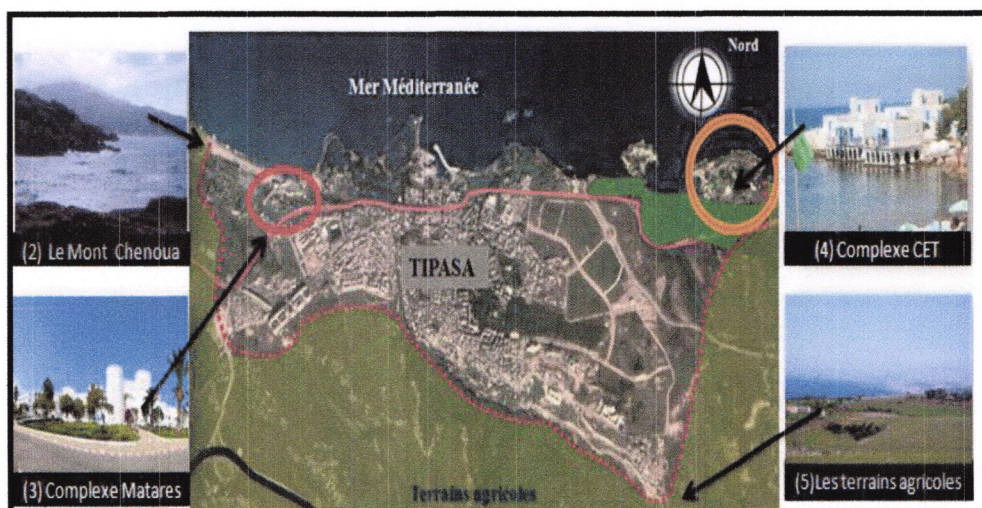 Nord
Mer Méditerranée
(2) Le Mont Chenoua
(4) Complexe CET
TIPASA
(3) Complexe Matares
Terrains agricoles
(5)Les terrains agricoles